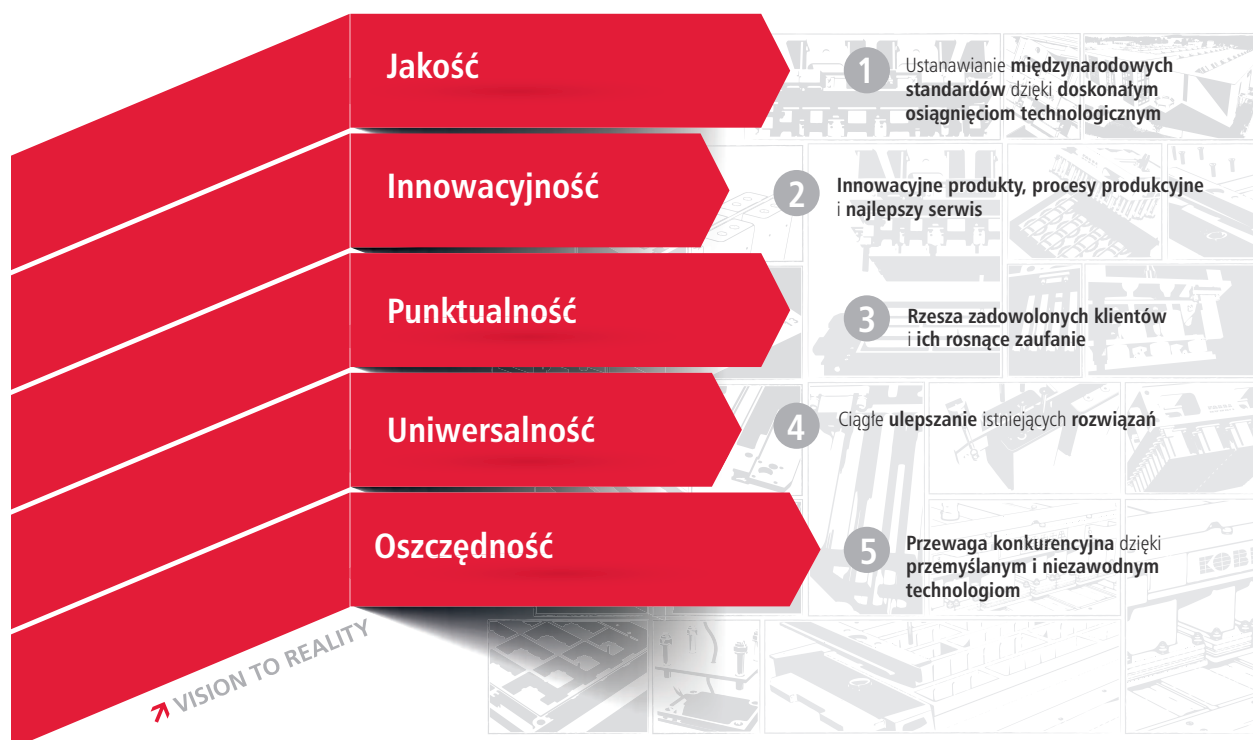 Jakość
1
Ustanawianie międzynarodowych
standardów dzięki doskonałym
osiągnięciom technologicznym
Innowacyjność
2
Innowacyjne produkty, procesy produkcyjne
i najlepszy serwis
Punktualność
3
Rzesza zadowolonych klientów
i ich rosnące zaufanie
Uniwersalność
4
Ciągłe ulepszanie istniejących rozwiązań
Oszczędność
5
Przewaga konkurencyjna dzięki
przemyślanym i niezawodnym
technologiom
VISION TO REALITY